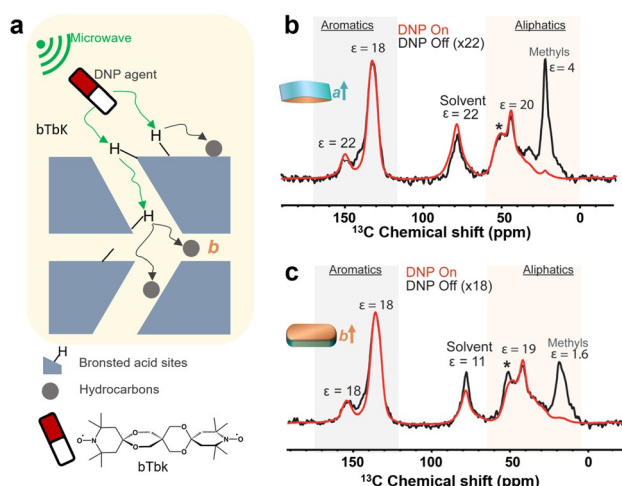 a
Microwave
DNP agent
bTbK
H
H
H
b
H
Bronsted acid sites
Hydrocarbons
bTbk
N
O
O
O
O
N
O
b
Aromatics
DNP On
DNP Off (x22)
Aliphatics
ε = 18
Methyls
ε = 4
a
Solvent
ε = 22
ε = 20
*
ε = 22
150
100
50
0
13C Chemical shift (ppm)
c
Aromatics
DNP On
DNP Off (x18)
Aliphatics
ε = 18
b
Solvent
ε = 11
ε = 19
Methyls
ε = 1.6
*
ε = 18
150
100
50
0
13C Chemical shift (ppm)